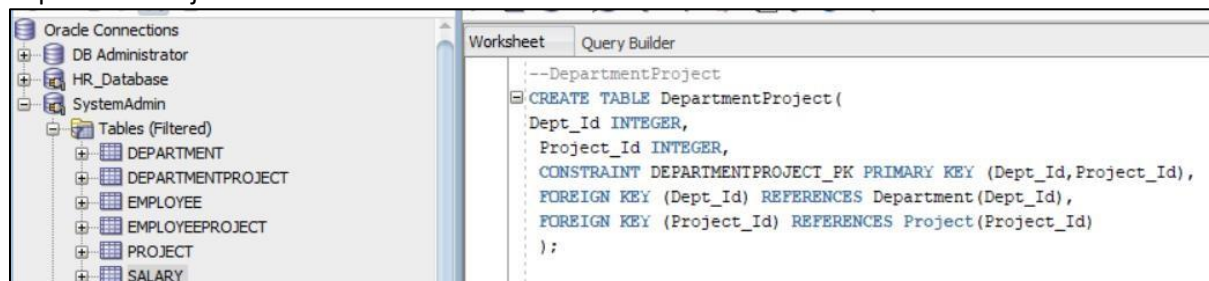 Oracle Connections
DB Administrator
HR_Database
SystemAdmin
Tables (Filtered)
DEPARTMENT
DEPARTMENTPROJECT
EMPLOYEE
EMPLOYEEPROJECT
PROJECT
SALARY
Worksheet Query Builder
--DepartmentProject
CREATE TABLE DepartmentProject(
Dept_Id INTEGER,
Project_Id INTEGER,
CONSTRAINT DEPARTMENTPROJECT_PK PRIMARY KEY (Dept_Id,Project_Id),
FOREIGN KEY (Dept_Id) REFERENCES Department(Dept_Id),
FOREIGN KEY (Project_Id) REFERENCES Project(Project_Id)
);